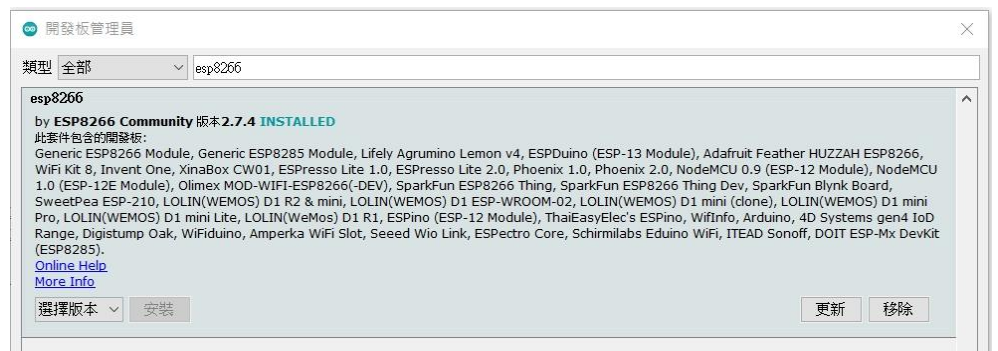 開發板管理員
類型 全部 esp8266
esp8266
by ESP8266 Community 版本2.7.4 INSTALLED
此套件包含的開發板:
Generic ESP8266 Module, Generic ESP8285 Module, Lifely Agrumino Lemon v4, ESPDuino (ESP-13 Module), Adafruit Feather HUZZAH ESP8266,
WiFi Kit 8, Invent One, XinaBox CW01, ESPresso Lite 1.0, ESPresso Lite 2.0, Phoenix 1.0, Phoenix 2.0, NodeMCU 0.9 (ESP-12 Module), NodeMCU
1.0 (ESP-12E Module), Olimex MOD-WIFI-ESP8266(-DEV), SparkFun ESP8266 Thing, SparkFun ESP8266 Thing Dev, SparkFun Blynk Board,
SweetPea ESP-210, LOLIN(WEMOS) D1 R2 & mini, LOLIN(WEMOS) D1 ESP-WROOM-02, LOLIN(WEMOS) D1 mini (clone), LOLIN(WEMOS) D1 mini
Pro, LOLIN(WEMOS) D1 mini Lite, LOLIN(WeMos) D1 R1, ESPino (ESP-12 Module), ThaiEasyElec's ESPino, WifInfo, Arduino, 4D Systems gen4 IoD
Range, Digistump Oak, WiFiduino, Amperka WiFi Slot, Seeed Wio Link, ESPectro Core, Schirmilabs Eduino WiFi, ITEAD Sonoff, DOIT ESP-Mx DevKit
(ESP8285).
Online Help
More Info
選擇版本 安裝 更新 移除